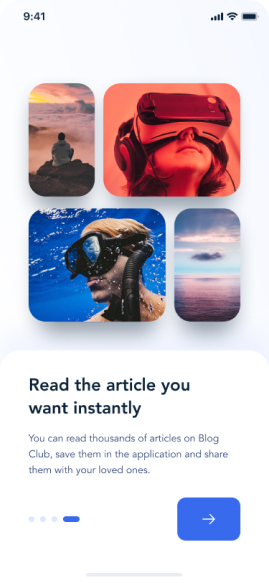 9:41
Read the article you
want instantly
You can read thousands of articles on Blog
Club, save them in the application and share
them with your loved ones.